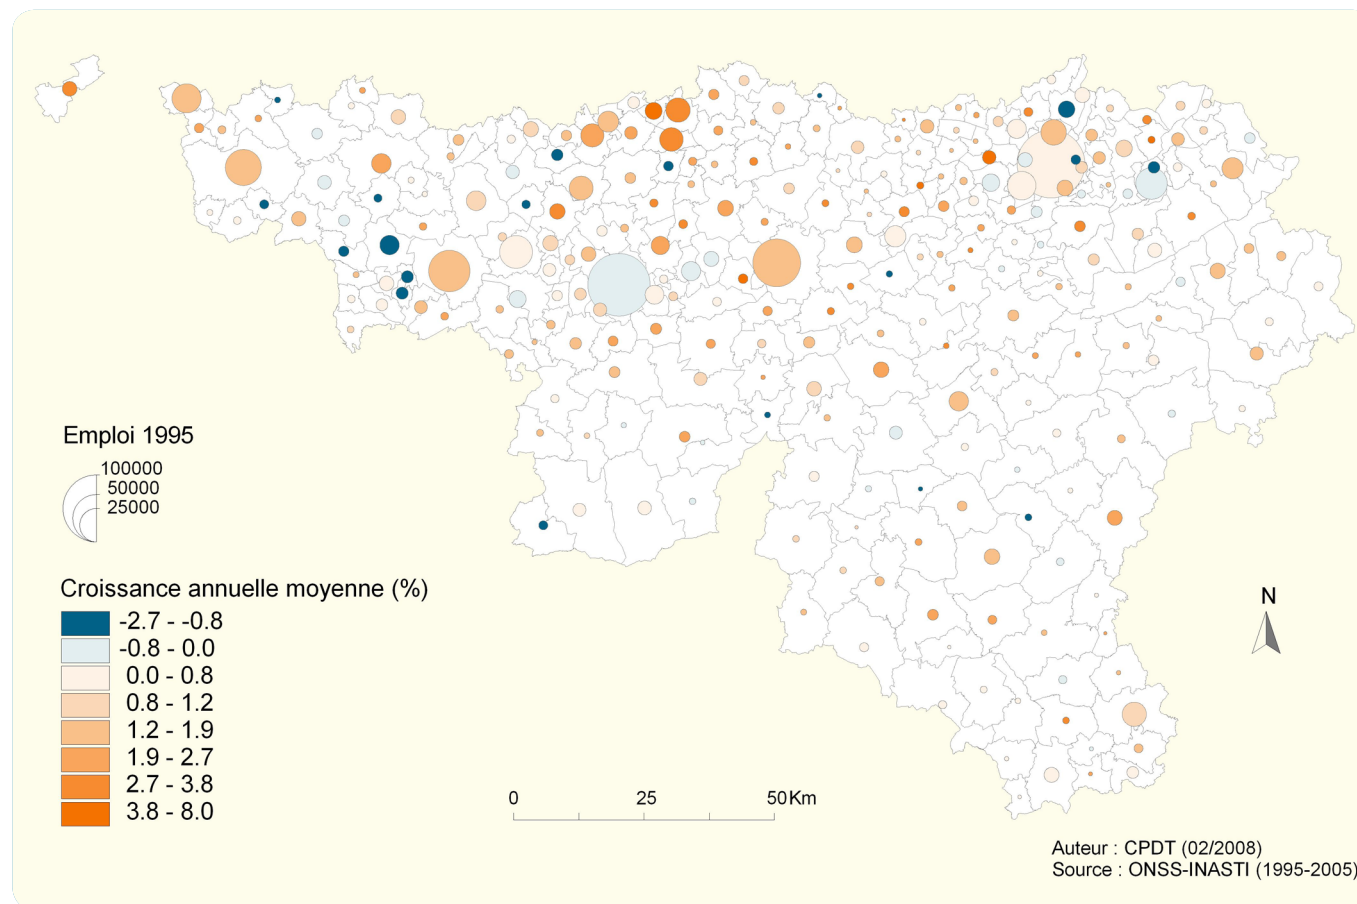 Emploi 1995
100000
50000
25000
Croissance annuelle moyenne (%)
-2.7 - -0.8
-0.8 - 0.0
0.0 - 0.8
0.8 - 1.2
1.2 - 1.9
1.9 - 2.7
2.7 - 3.8
3.8 - 8.0
N
0 25 50 Km
Auteur : CPDT (02/2008)
Source : ONSS-INASTI (1995-2005)